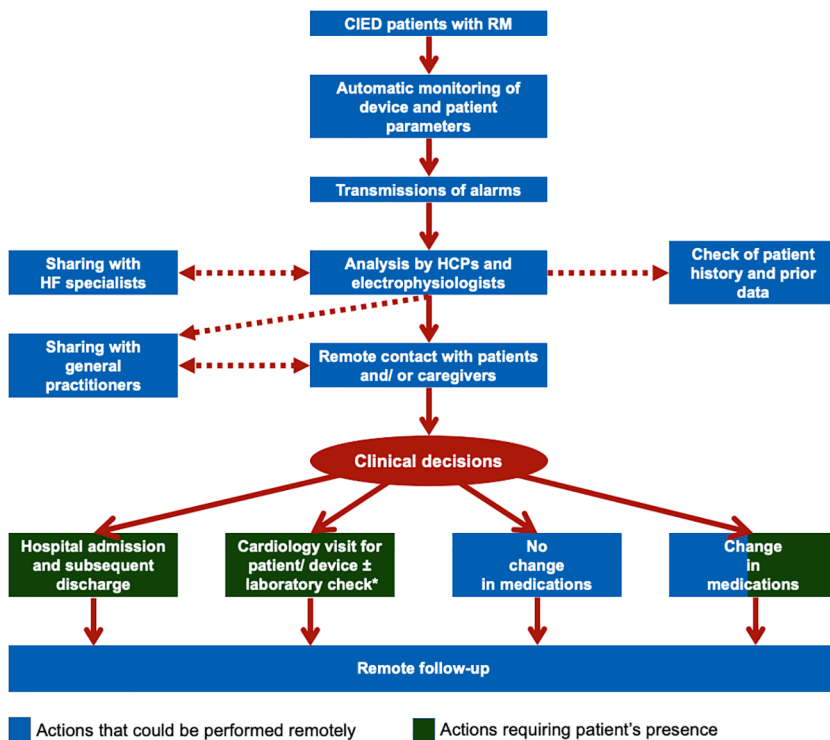 CIED patients with RM
Automatic monitoring of
device and patient
parameters
Transmissions of alarms
Sharing with
HF specialists
Analysis by HCPs and
electrophysiologists
Check of patient
history and prior
data
Sharing with
general
practitioners
Remote contact with patients
and/ or caregivers
Clinical decisions
Hospital admission
and subsequent
discharge
Cardiology visit for
patient/ device ±
laboratory check*
No
change
in medications
Change
in
medications
Remote follow-up
Actions that could be performed remotely
Actions requiring patient's presence